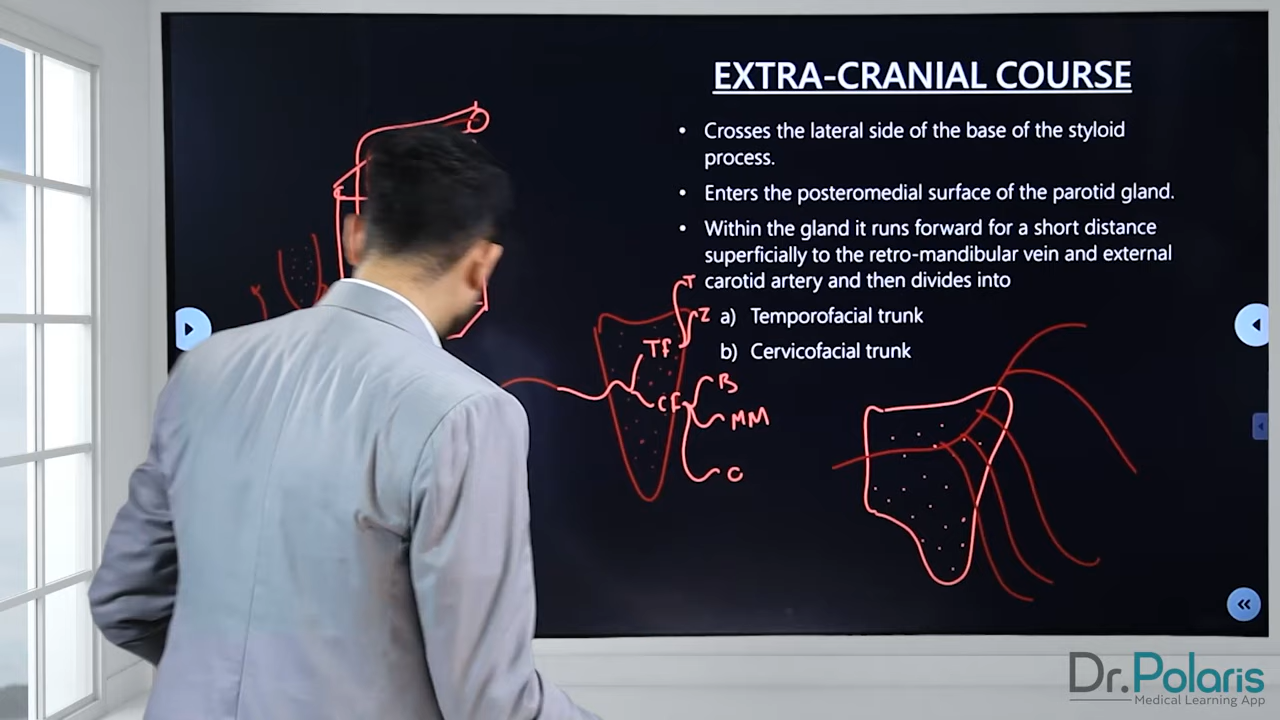 EXTRA-CRANIAL COURSE
• Crosses the lateral side of the base of the styloid
process.
• Enters the posteromedial surface of the parotid gland.
• Within the gland it runs forward for a short distance
superficially to the retro-mandibular vein and external
carotid artery and then divides into
a) Temporofacial trunk
b) Cervicofacial trunk
T
Z
TF
CF
B
MM
C
Dr.Polaris
Medical Learning App